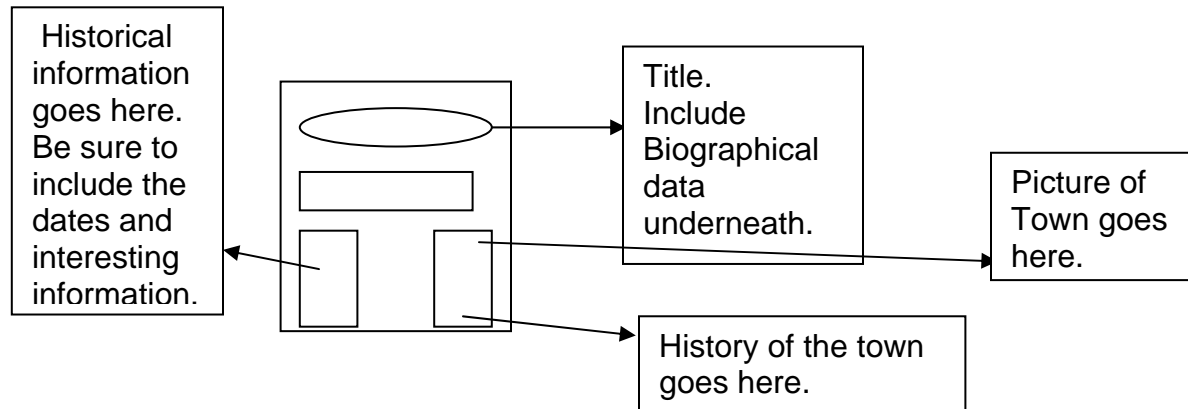 Historical
information
goes here.
Be sure to
include the
dates and
interesting
information.
Title.
Include
Biographical
data
underneath.
Picture of
Town goes
here.
History of the town
goes here.